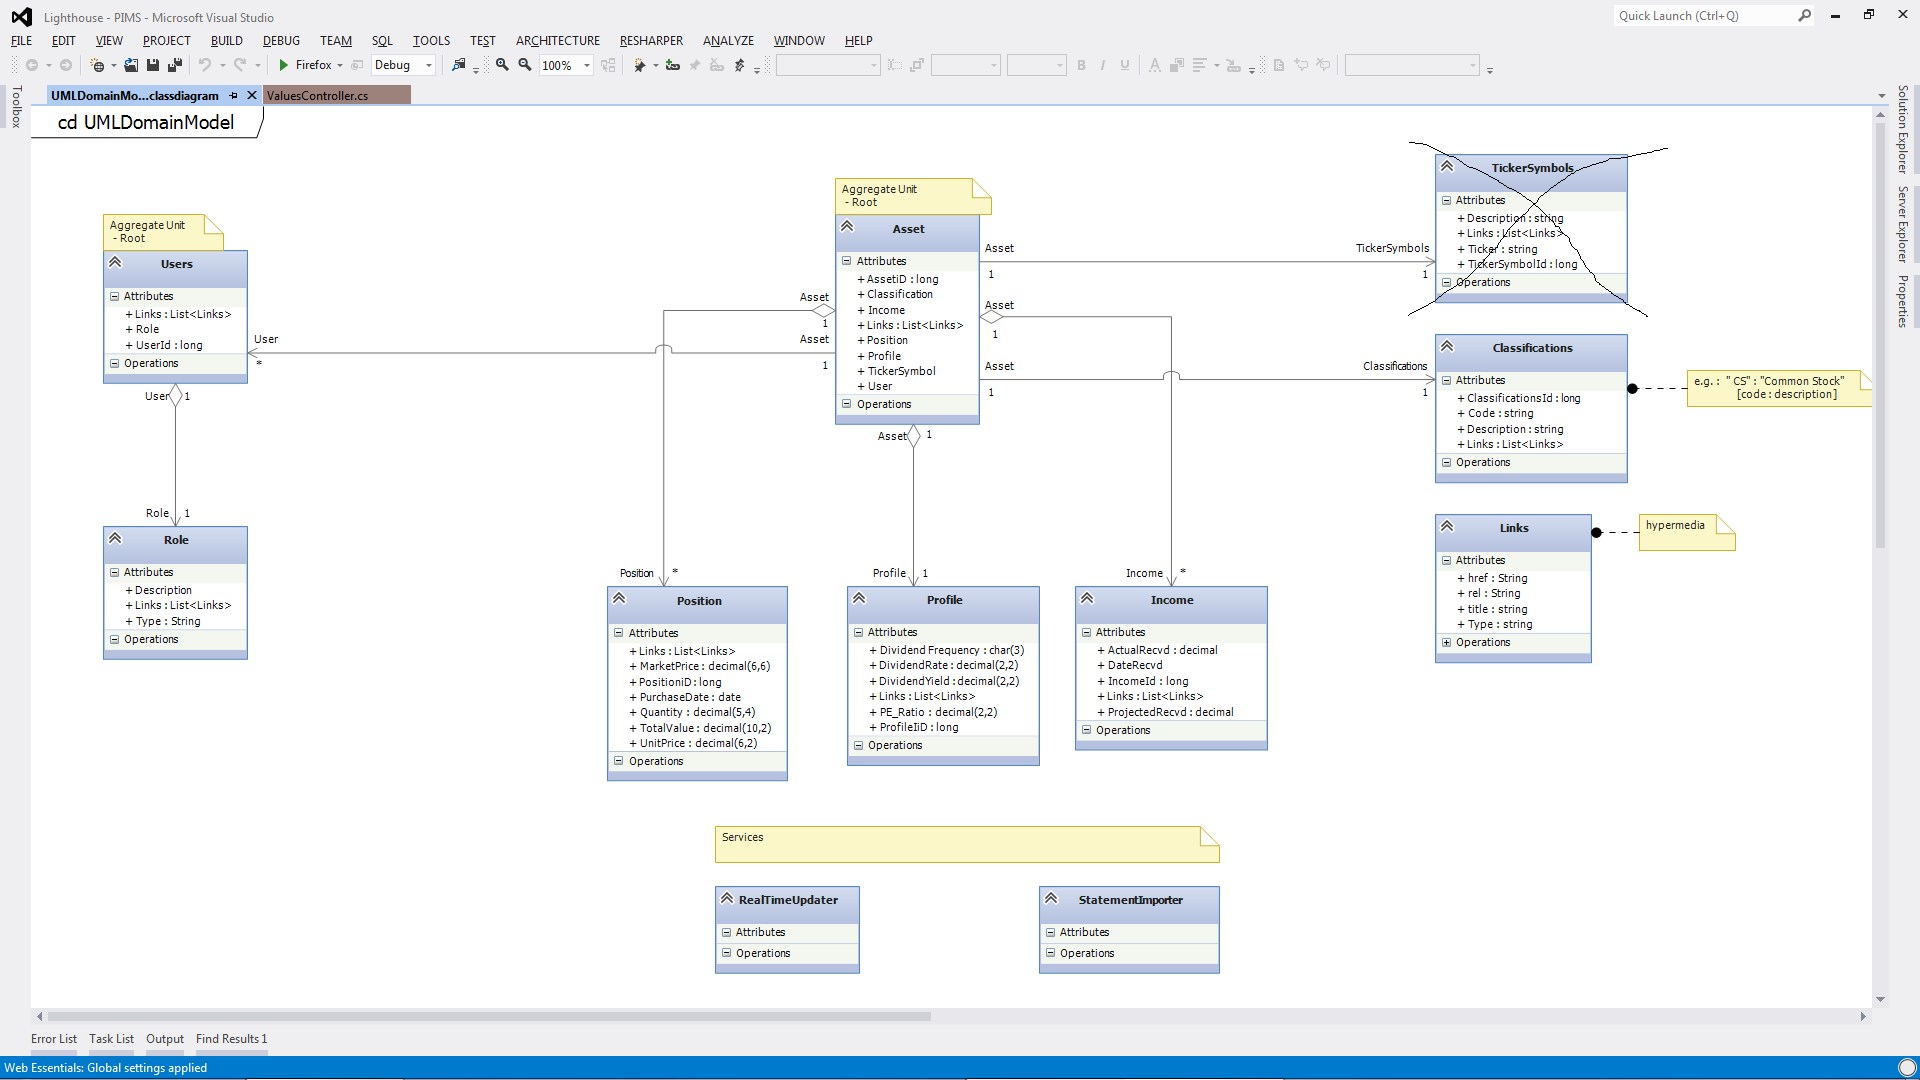 Lighthouse - PIMS - Microsoft Visual Studio
Quick Launch (Ctrl+Q)
FILE EDIT VIEW PROJECT BUILD DEBUG TEAM SQL TOOLS TEST ARCHITECTURE RESHARPER ANALYZE WINDOW HELP
Firefox Debug 100% B I U A
UMLDomainMo...classdiagram ValuesController.cs
Toolbox
Solution Explorer
Server Explorer
Properties
cd UMLDomainModel
Aggregate Unit
- Root
Users
Attributes
+ Links : List<Links>
+ Role
+ UserId : long
Operations
User
*
User 1
Role 1
Role
Attributes
+ Description
+ Links : List<Links>
+ Type : String
Operations
Aggregate Unit
- Root
Asset
Attributes
+ AssetiD : long
+ Classification
+ Income
+ Links : List<Links>
+ Position
+ Profile
+ TickerSymbol
+ User
Operations
Asset
1
Asset
1
Asset 1
Asset
1
Asset
1
Asset
1
TickerSymbols
1
Classifications
1
TickerSymbols
Attributes
+ Description : string
+ Links : List<Links>
+ Ticker : string
+ TickerSymbolId : long
Operations
Classifications
Attributes
+ ClassificationsId : long
+ Code : string
+ Description : string
+ Links : List<Links>
Operations
e.g. : " CS" : "Common Stock"
[code : description]
Links
Attributes
+ href : String
+ rel : String
+ title : string
+ Type : string
Operations
hypermedia
Position *
Position
Attributes
+ Links : List<Links>
+ MarketPrice : decimal(6,6)
+ PositioniD : long
+ PurchaseDate : date
+ Quantity : decimal(5,4)
+ TotalValue : decimal(10,2)
+ UnitPrice : decimal(6,2)
Operations
Profile 1
Profile
Attributes
+ Dividend Frequency : char(3)
+ DividendRate : decimal(2,2)
+ DividendYield : decimal(2,2)
+ Links : List<Links>
+ PE_Ratio : decimal(2,2)
+ ProfileIiD : long
Operations
Income *
Income
Attributes
+ ActualRecvd : decimal
+ DateRecvd
+ IncomeId : long
+ Links : List<Links>
+ ProjectedRecvd : decimal
Operations
Services
RealTimeUpdater
Attributes
Operations
StatementImporter
Attributes
Operations
Error List Task List Output Find Results 1
Web Essentials: Global settings applied